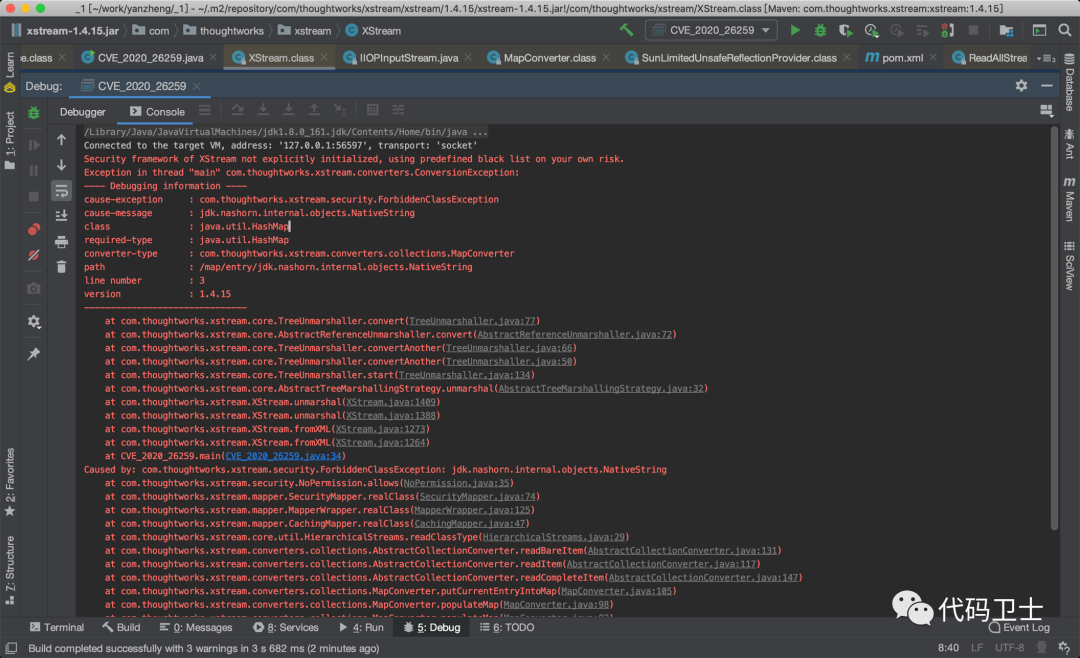 _1 [~/work/yanzheng/_1] - ~/.m2/repository/com/thoughtworks/xstream/xstream/1.4.15/xstream-1.4.15.jar!/com/thoughtworks/xstream/XStream.class [Maven: com.thoughtworks.xstream:xstream:1.4.15]
xstream-1.4.15.jar com thoughtworks xstream XStream CVE_2020_26259
e.class CVE_2020_26259.java XStream.class IIOPInputStream.java MapConverter.class SunLimitedUnsafeReflectionProvider.class pom.xml ReadAllStrea
Debug: CVE_2020_26259
Debugger Console
/Library/Java/JavaVirtualMachines/jdk1.8.0_161.jdk/Contents/Home/bin/java ...
Connected to the target VM, address: '127.0.0.1:56597', transport: 'socket'
Security framework of XStream not explicitly initialized, using predefined black list on your own risk.
Exception in thread "main" com.thoughtworks.xstream.converters.ConversionException:
---- Debugging information ----
cause-exception : com.thoughtworks.xstream.security.ForbiddenClassException
cause-message : jdk.nashorn.internal.objects.NativeString
class : java.util.HashMap
required-type : java.util.HashMap
converter-type : com.thoughtworks.xstream.converters.collections.MapConverter
path : /map/entry/jdk.nashorn.internal.objects.NativeString
line number : 3
version : 1.4.15
-------------------------------
at com.thoughtworks.xstream.core.TreeUnmarshaller.convert(TreeUnmarshaller.java:77)
at com.thoughtworks.xstream.core.AbstractReferenceUnmarshaller.convert(AbstractReferenceUnmarshaller.java:72)
at com.thoughtworks.xstream.core.TreeUnmarshaller.convertAnother(TreeUnmarshaller.java:66)
at com.thoughtworks.xstream.core.TreeUnmarshaller.convertAnother(TreeUnmarshaller.java:50)
at com.thoughtworks.xstream.core.TreeUnmarshaller.start(TreeUnmarshaller.java:134)
at com.thoughtworks.xstream.core.AbstractTreeMarshallingStrategy.unmarshal(AbstractTreeMarshallingStrategy.java:32)
at com.thoughtworks.xstream.XStream.unmarshal(XStream.java:1409)
at com.thoughtworks.xstream.XStream.unmarshal(XStream.java:1388)
at com.thoughtworks.xstream.XStream.fromXML(XStream.java:1273)
at com.thoughtworks.xstream.XStream.fromXML(XStream.java:1264)
at CVE_2020_26259.main(CVE_2020_26259.java:34)
Caused by: com.thoughtworks.xstream.security.ForbiddenClassException: jdk.nashorn.internal.objects.NativeString
at com.thoughtworks.xstream.security.NoPermission.allows(NoPermission.java:35)
at com.thoughtworks.xstream.mapper.SecurityMapper.realClass(SecurityMapper.java:74)
at com.thoughtworks.xstream.mapper.MapperWrapper.realClass(MapperWrapper.java:125)
at com.thoughtworks.xstream.mapper.CachingMapper.realClass(CachingMapper.java:47)
at com.thoughtworks.xstream.core.util.HierarchicalStreams.readClassType(HierarchicalStreams.java:29)
at com.thoughtworks.xstream.converters.collections.AbstractCollectionConverter.readBareItem(AbstractCollectionConverter.java:131)
at com.thoughtworks.xstream.converters.collections.AbstractCollectionConverter.readItem(AbstractCollectionConverter.java:117)
at com.thoughtworks.xstream.converters.collections.AbstractCollectionConverter.readCompleteItem(AbstractCollectionConverter.java:147)
at com.thoughtworks.xstream.converters.collections.MapConverter.putCurrentEntryIntoMap(MapConverter.java:105)
at com.thoughtworks.xstream.converters.collections.MapConverter.populateMap(MapConverter.java:98)
Learn
1: Project
2: Favorites
7: Structure
Database
Ant
Maven
SciView
代码卫士
Terminal Build 0: Messages 8: Services 4: Run 5: Debug 6: TODO Event Log
Build completed successfully with 3 warnings in 3 s 682 ms (2 minutes ago) 8:40 LF UTF-8